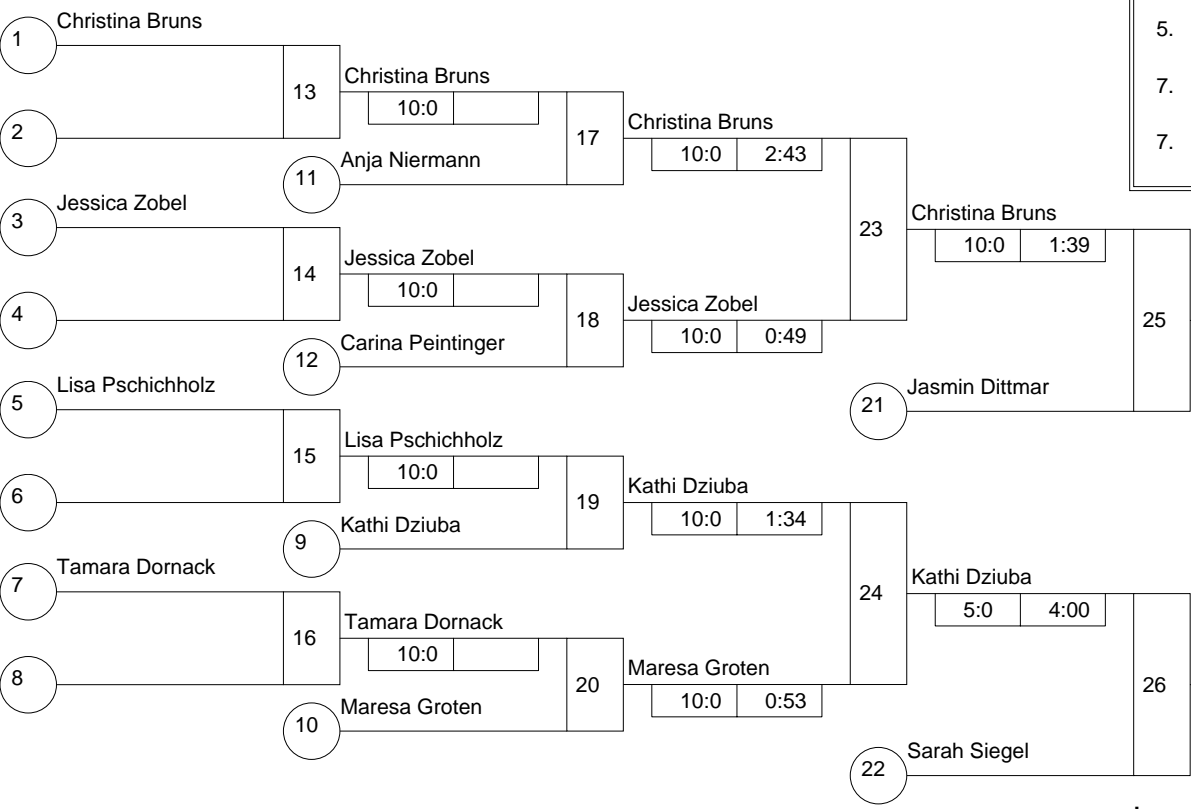 Christina Bruns
1
5.
Christina Bruns
13
10:0
7.
2
Christina Bruns
17
10:0 2:43
7.
Anja Niermann
11
Jessica Zobel
3
Christina Bruns
23
10:0 1:39
Jessica Zobel
14
10:0
Jessica Zobel
4
18
25
10:0 0:49
Carina Peintinger
12
Lisa Pschichholz
Jasmin Dittmar
5
21
Lisa Pschichholz
15
10:0
Kathi Dziuba
6
19
10:0 1:34
Kathi Dziuba
9
Tamara Dornack
7
Kathi Dziuba
24
5:0 4:00
Tamara Dornack
16
10:0
Maresa Groten
8
20
26
10:0 0:53
Maresa Groten
10
Sarah Siegel
22